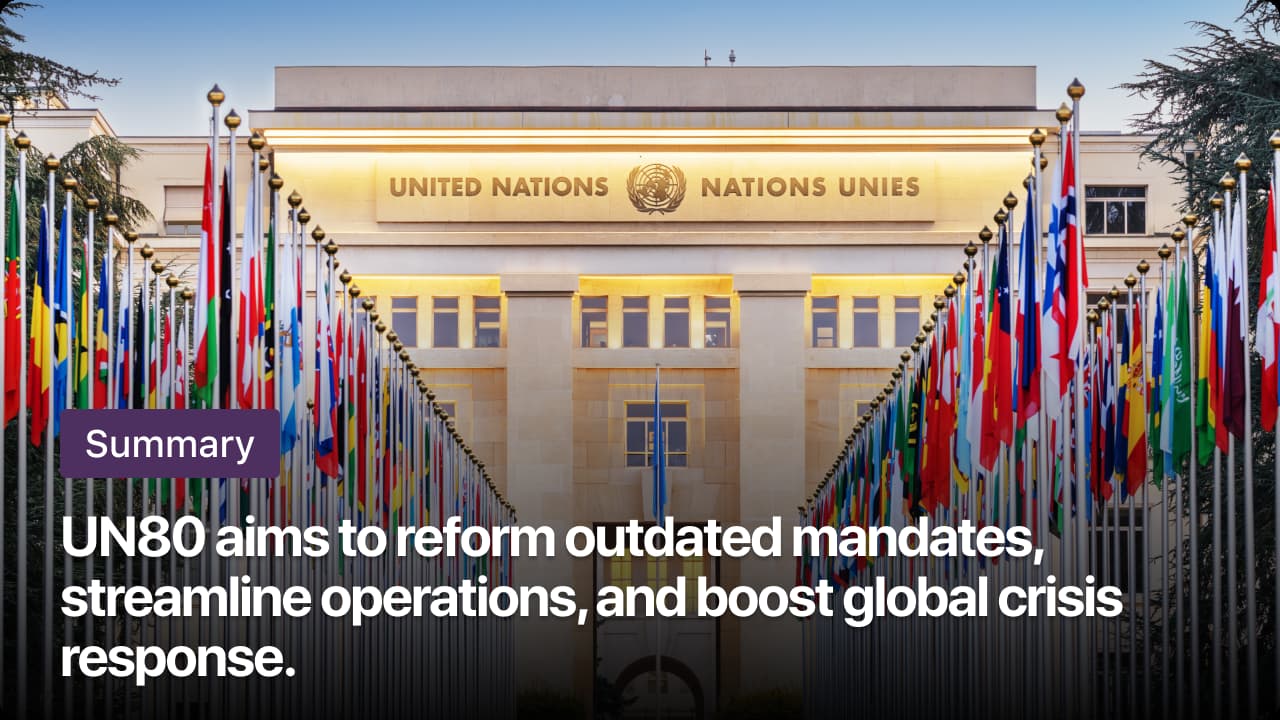 UNITED NATIONS NATIONS UNIES
Summary
UN80 aims to reform outdated mandates,
streamline operations, and boost global crisis
response.